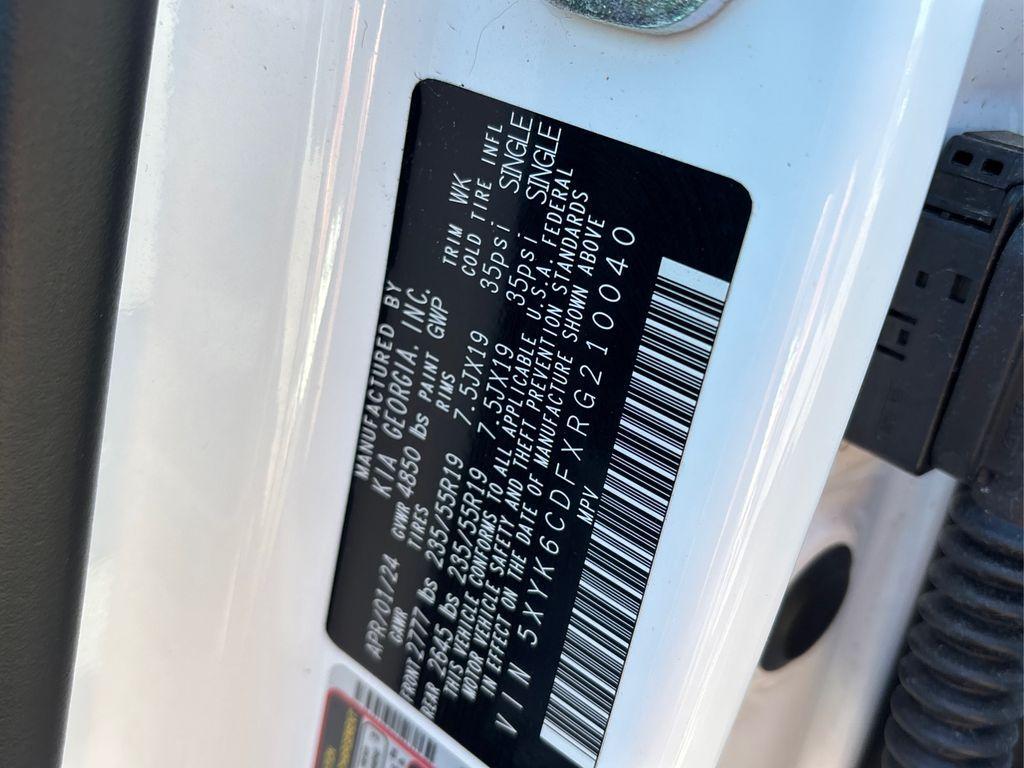 MANUFACTURED BY
KIA GEORGIA, INC.
APR/01/24 GVWR 4850 lbs PAINT GWP TRIM WK
GAWR TIRES RIMS COLD TIRE INFL
FRONT 2777 lbs 235/55R19 7.5JX19 35psi SINGLE
REAR 2645 lbs 235/55R19 7.5JX19 35psi SINGLE
THIS VEHICLE CONFORMS TO ALL APPLICABLE U.S.A. FEDERAL
MOTOR VEHICLE SAFETY AND THEFT PREVENTION STANDARDS
IN EFFECT ON THE DATE OF MANUFACTURE SHOWN ABOVE
VIN 5XYK6CDFXRG210040
MPV
H